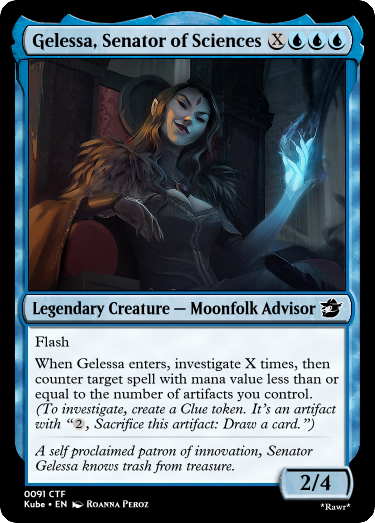 Gelessa, Senator of Sciences XUUU
Legendary Creature — Moonfolk Advisor
Flash
When Gelessa enters, investigate X times, then
counter target spell with mana value less than or
equal to the number of artifacts you control.
(To investigate, create a Clue token. It's an artifact
with “2, Sacrifice this artifact: Draw a card.”)
A self proclaimed patron of innovation, Senator
Gelessa knows trash from treasure.
2/4
0091 CTF
Kube • EN Roanna Peroz
*Rawr*